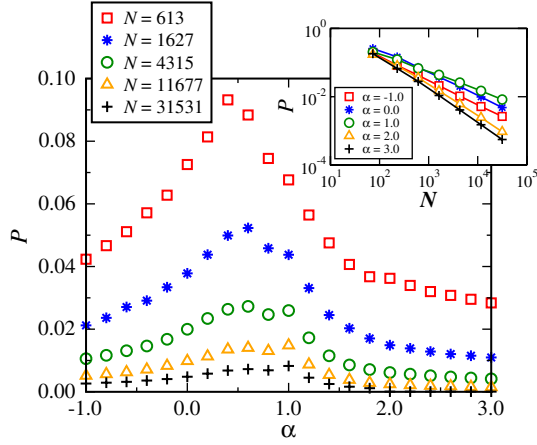 N = 613
N = 1627
N = 4315
N = 11677
N = 31531
0.10
0.08
0.06
0.04
0.02
0.00
P
-1.0
0.0
1.0
2.0
3.0
α
10^0
10^-2
10^-4
P
α = -1.0
α = 0.0
α = 1.0
α = 2.0
α = 3.0
10^1
10^2
10^3
10^4
10^5
N